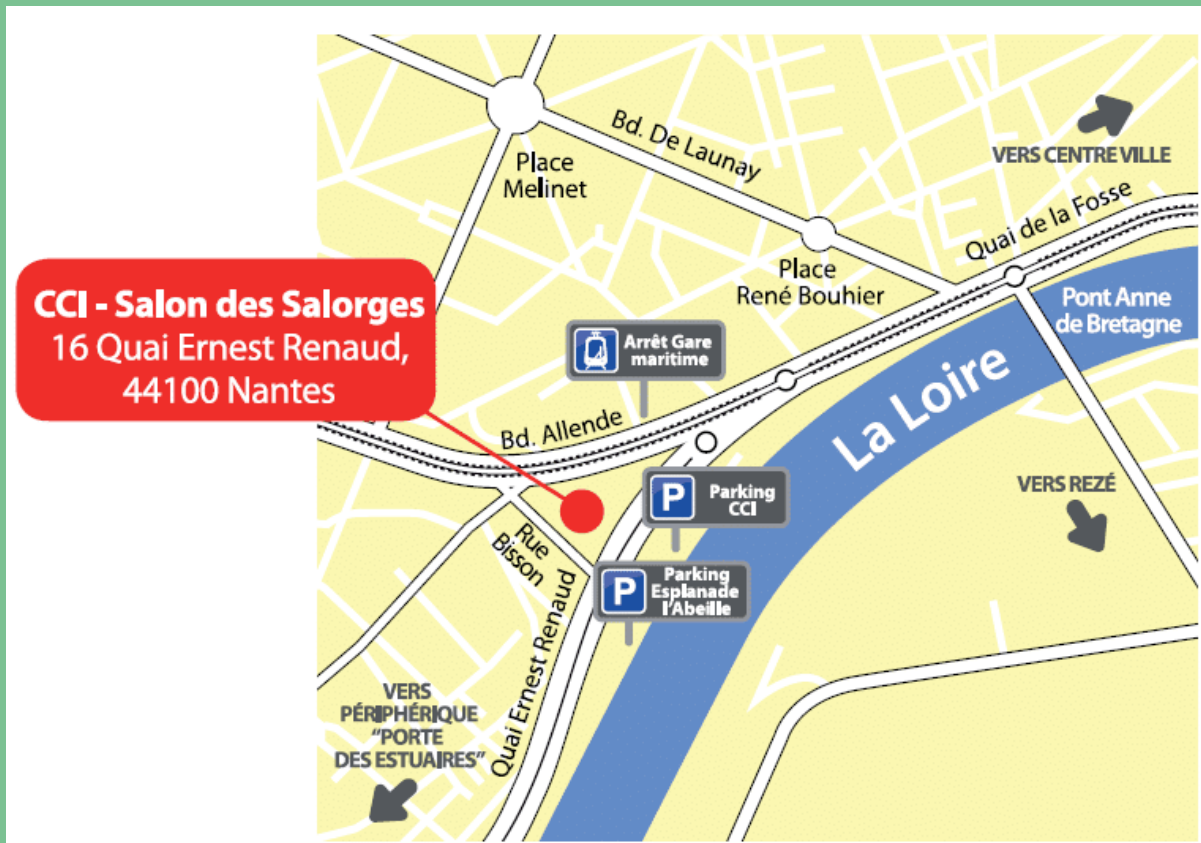 Bd. De Launay
Place
Melinet
VERS CENTRE VILLE
Quai de la Fosse
Place
René Bouhier
CCI - Salon des Salorges
16 Quai Ernest Renaud,
44100 Nantes
Pont Anne
de Bretagne
Arrêt Gare
maritime
La Loire
Bd. Allende
P
Parking
CCI
VERS REZÉ
Rue
Bisson
P
Parking
Esplanade
l'Abeille
Quai Ernest Renaud
VERS
PÉRIPHÉRIQUE
"PORTE
DES ESTUAIRES"